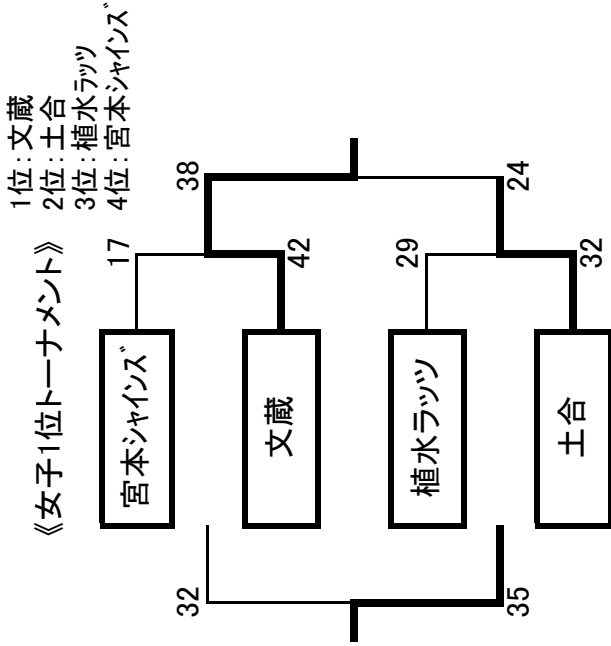 《女子1位トーナメント》
1位:文蔵
2位:土合
3位:植水ラッツ
4位:宮本シャインズ
38
24
17
42
29
32
宮本シャインズ
文蔵
植水ラッツ
土合
32
35